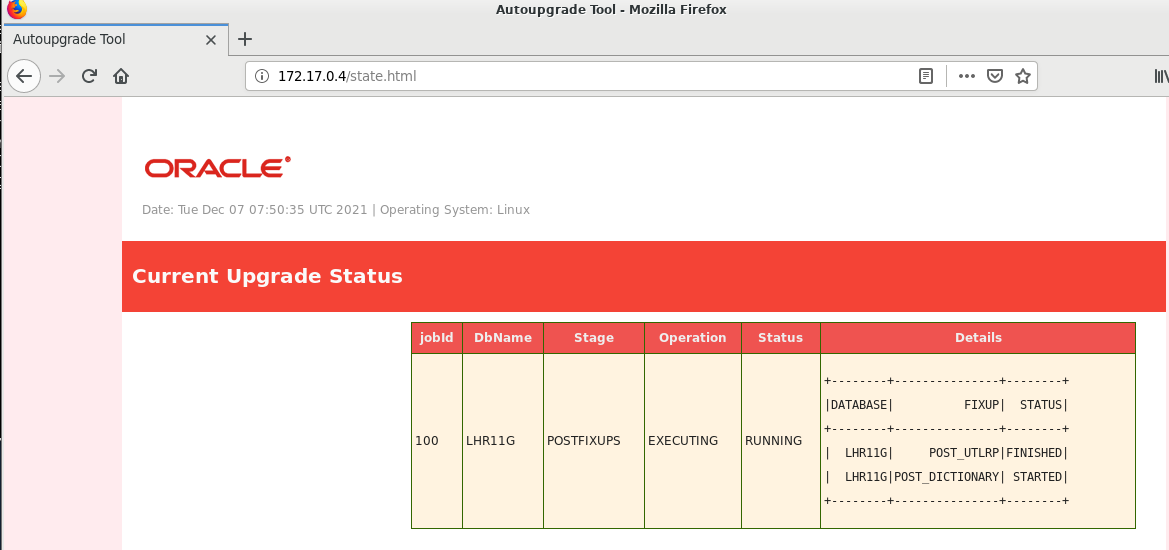 Autoupgrade Tool - Mozilla Firefox
Autoupgrade Tool
172.17.0.4/state.html
ORACLE®
Date: Tue Dec 07 07:50:35 UTC 2021 | Operating System: Linux
Current Upgrade Status
jobId DbName Stage Operation Status Details
+--------+---------------+--------+
|DATABASE|          FIXUP|  STATUS|
+--------+---------------+--------+
100 LHR11G POSTFIXUPS EXECUTING RUNNING
|  LHR11G|     POST_UTLRP|FINISHED|
|  LHR11G|POST_DICTIONARY| STARTED|
+--------+---------------+--------+